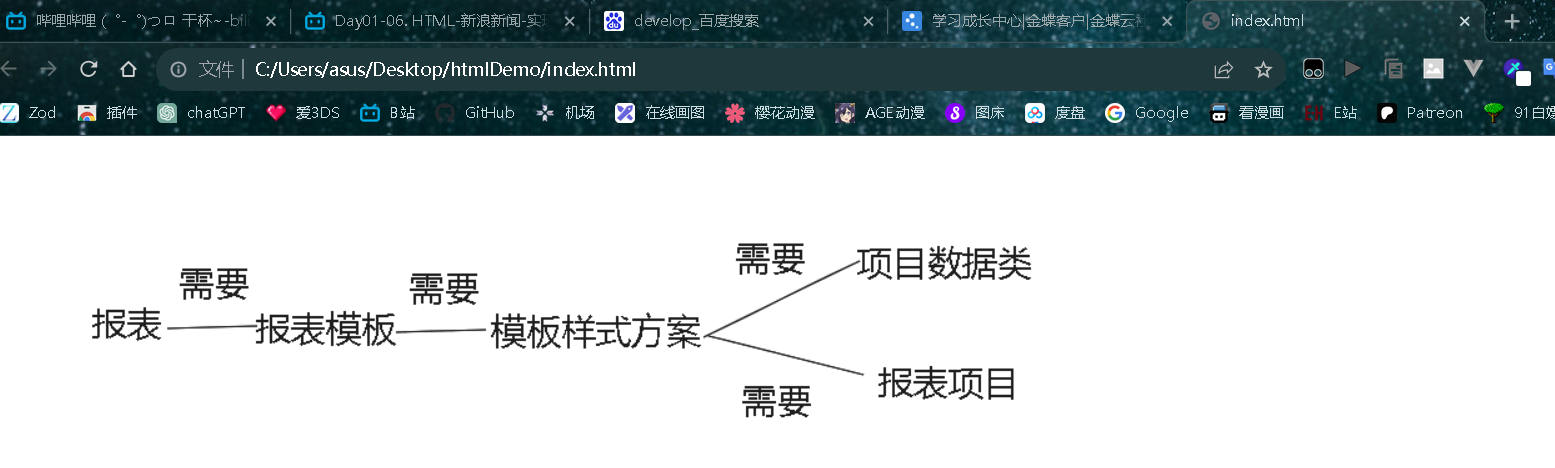 哔哩哔哩 (゜-゜)つロ 干杯~-bili
Day01-06. HTML-新浪新闻-实现
develop_百度搜索
学习成长中心|金蝶客户|金蝶云社
index.html
文件 C:/Users/asus/Desktop/htmlDemo/index.html
Zod 插件 chatGPT 爱3DS B站 GitHub 机场 在线画图 樱花动漫 AGE动漫 图床 度盘 Google 看漫画 E站 Patreon 91白嫖
需要 项目数据类
需要 需要
报表 报表模板 模板样式方案
报表项目
需要